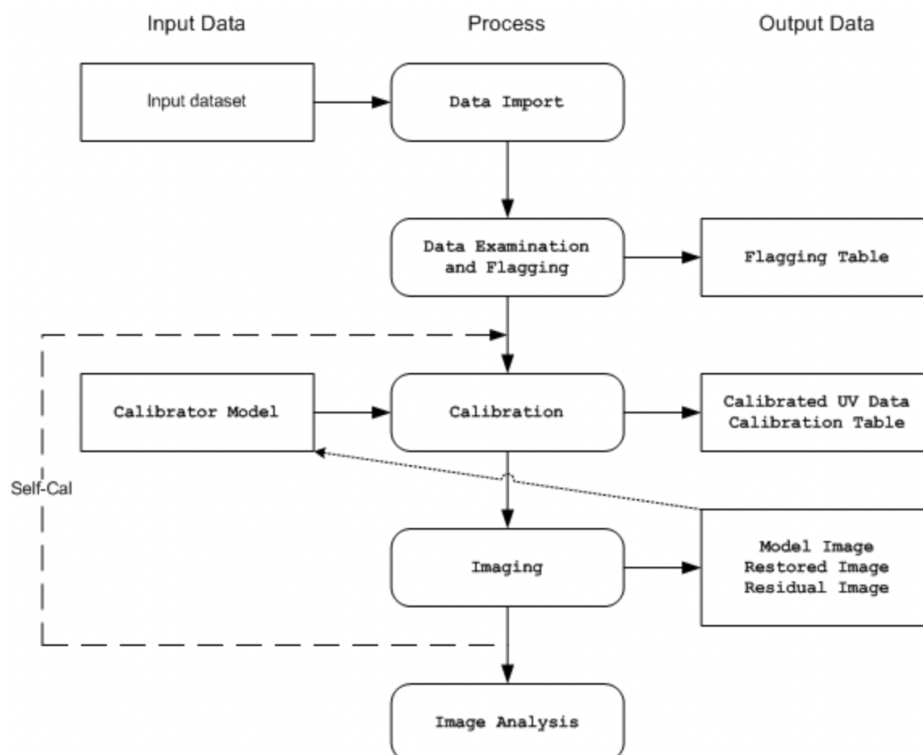 Input Data
Process
Output Data
Input dataset
Data Import
Data Examination
and Flagging
Flagging Table
Calibrator Model
Calibration
Calibrated UV Data
Calibration Table
Self-Cal
Imaging
Model Image
Restored Image
Residual Image
Image Analysis